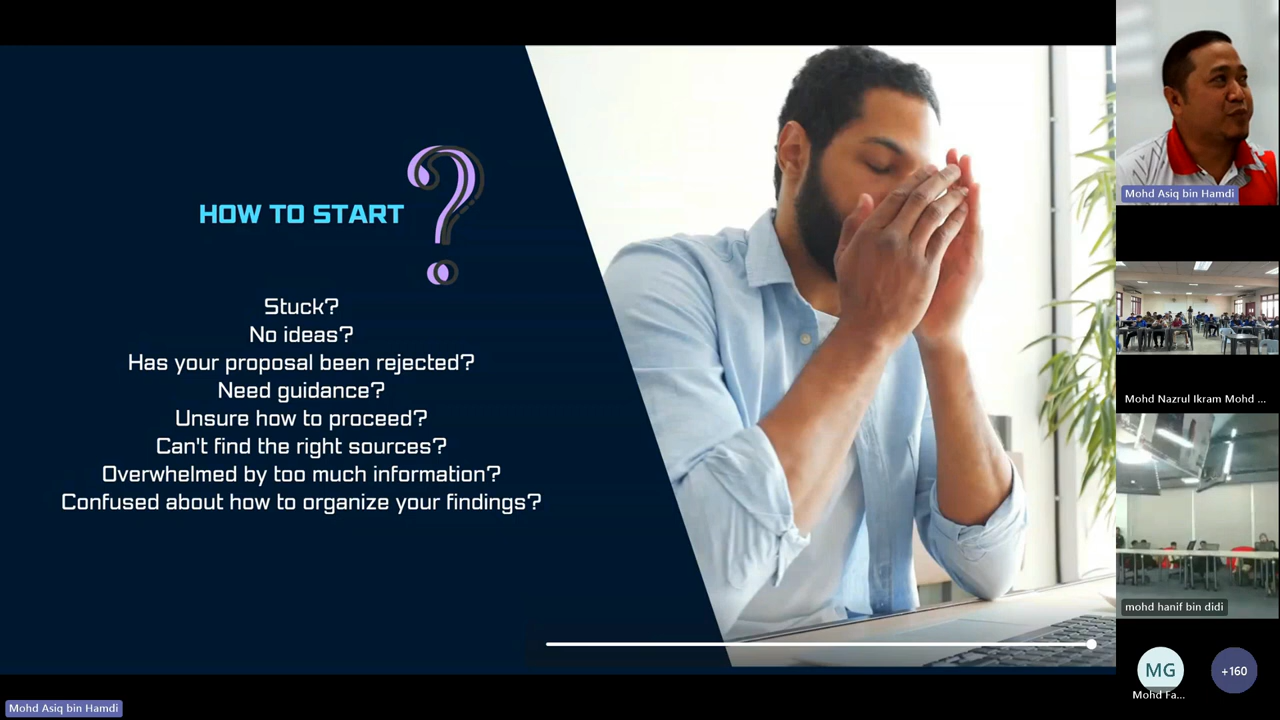 HOW TO START ?
Stuck?
No ideas?
Has your proposal been rejected?
Need guidance?
Unsure how to proceed?
Can't find the right sources?
Overwhelmed by too much information?
Confused about how to organize your findings?
Mohd Asiq bin Hamdi
Mohd Nazrul Ikram Mohd ...
mohd hanif bin didi
MG
Mohd Fa...
+160
Mohd Asiq bin Hamdi